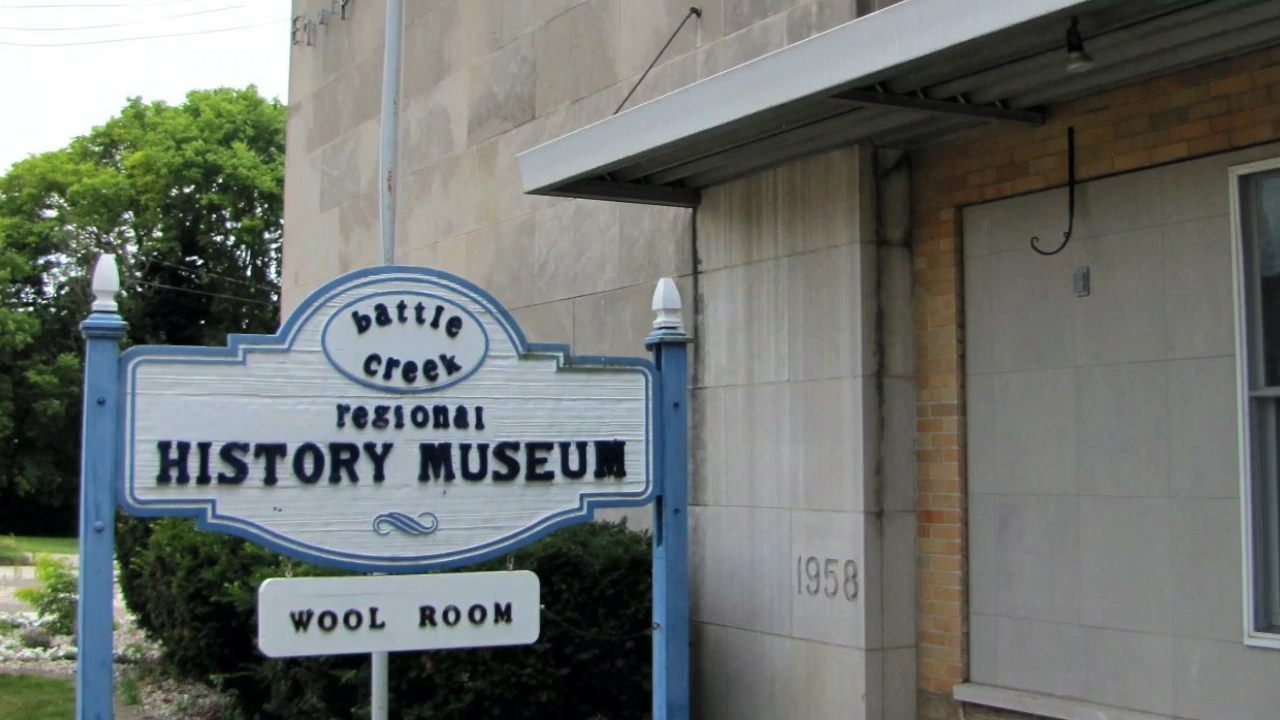 battle
creek
regional
HISTORY MUSEUM
WOOL ROOM
1958